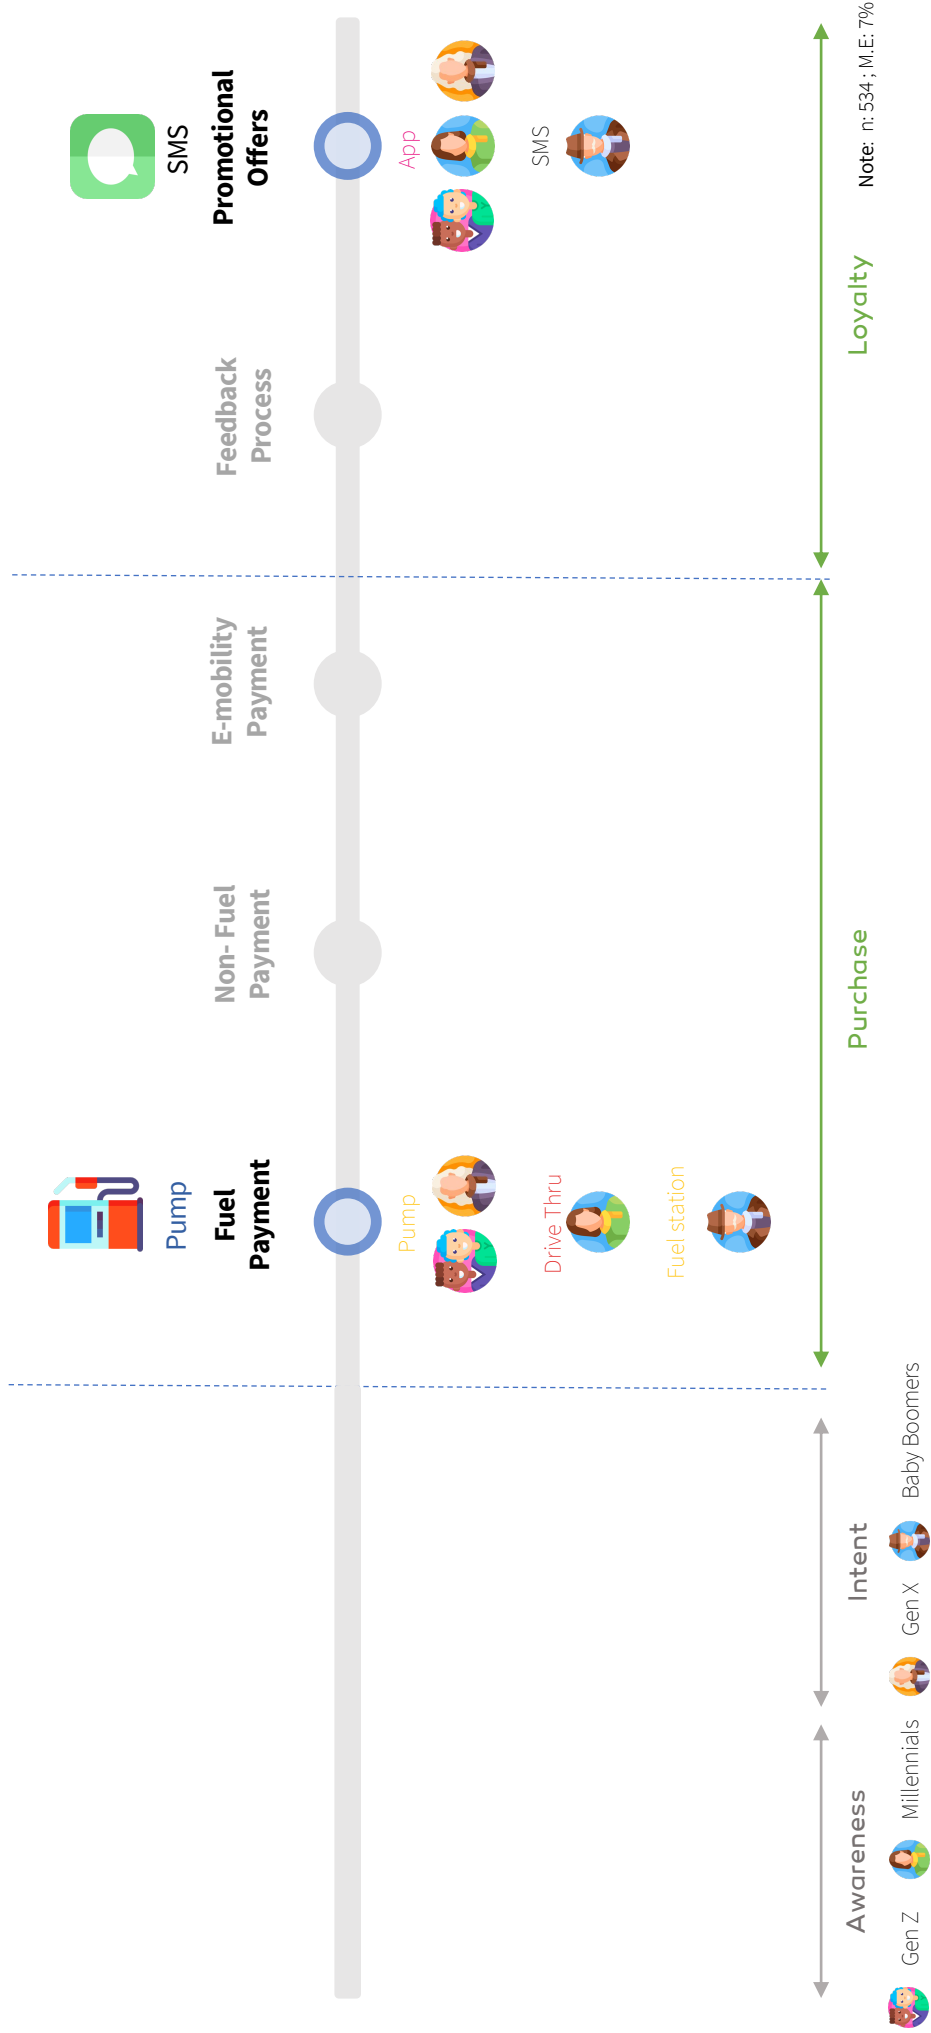 Pump
Fuel
Payment
Pump
Drive Thru
Fuel station
Non- Fuel
Payment
E-mobility
Payment
Feedback
Process
SMS
Promotional
Offers
App
SMS
Awareness
Intent
Purchase
Loyalty
Note:  n: 534 ; M.E: 7%
Gen Z
Millennials
Gen X
Baby Boomers